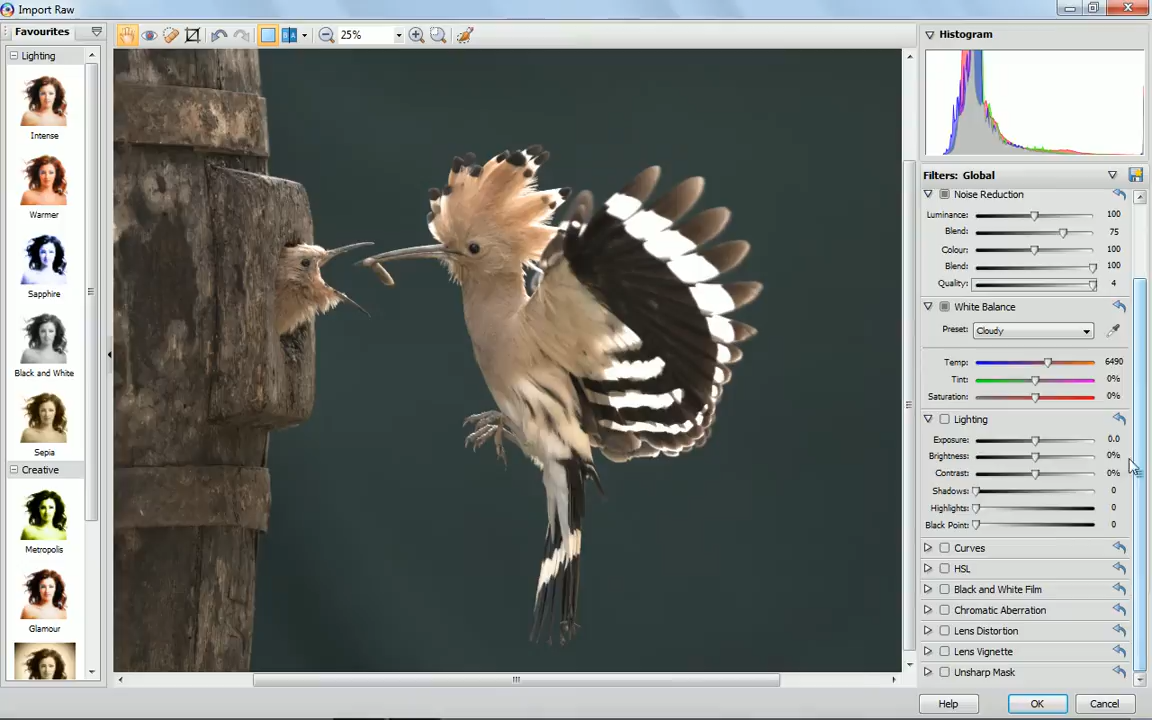 Import Raw
Favourites
Lighting
Intense
Warmer
Sapphire
Black and White
Sepia
Creative
Metropolis
Glamour
25%
Histogram
Filters: Global
Noise Reduction
Luminance: 100
Blend: 75
Colour: 100
Blend: 100
Quality: 4
White Balance
Preset: Cloudy
Temp: 6490
Tint: 0%
Saturation: 0%
Lighting
Exposure: 0.0
Brightness: 0%
Contrast: 0%
Shadows: 0
Highlights: 0
Black Point: 0
Curves
HSL
Black and White Film
Chromatic Aberration
Lens Distortion
Lens Vignette
Unsharp Mask
Help OK Cancel